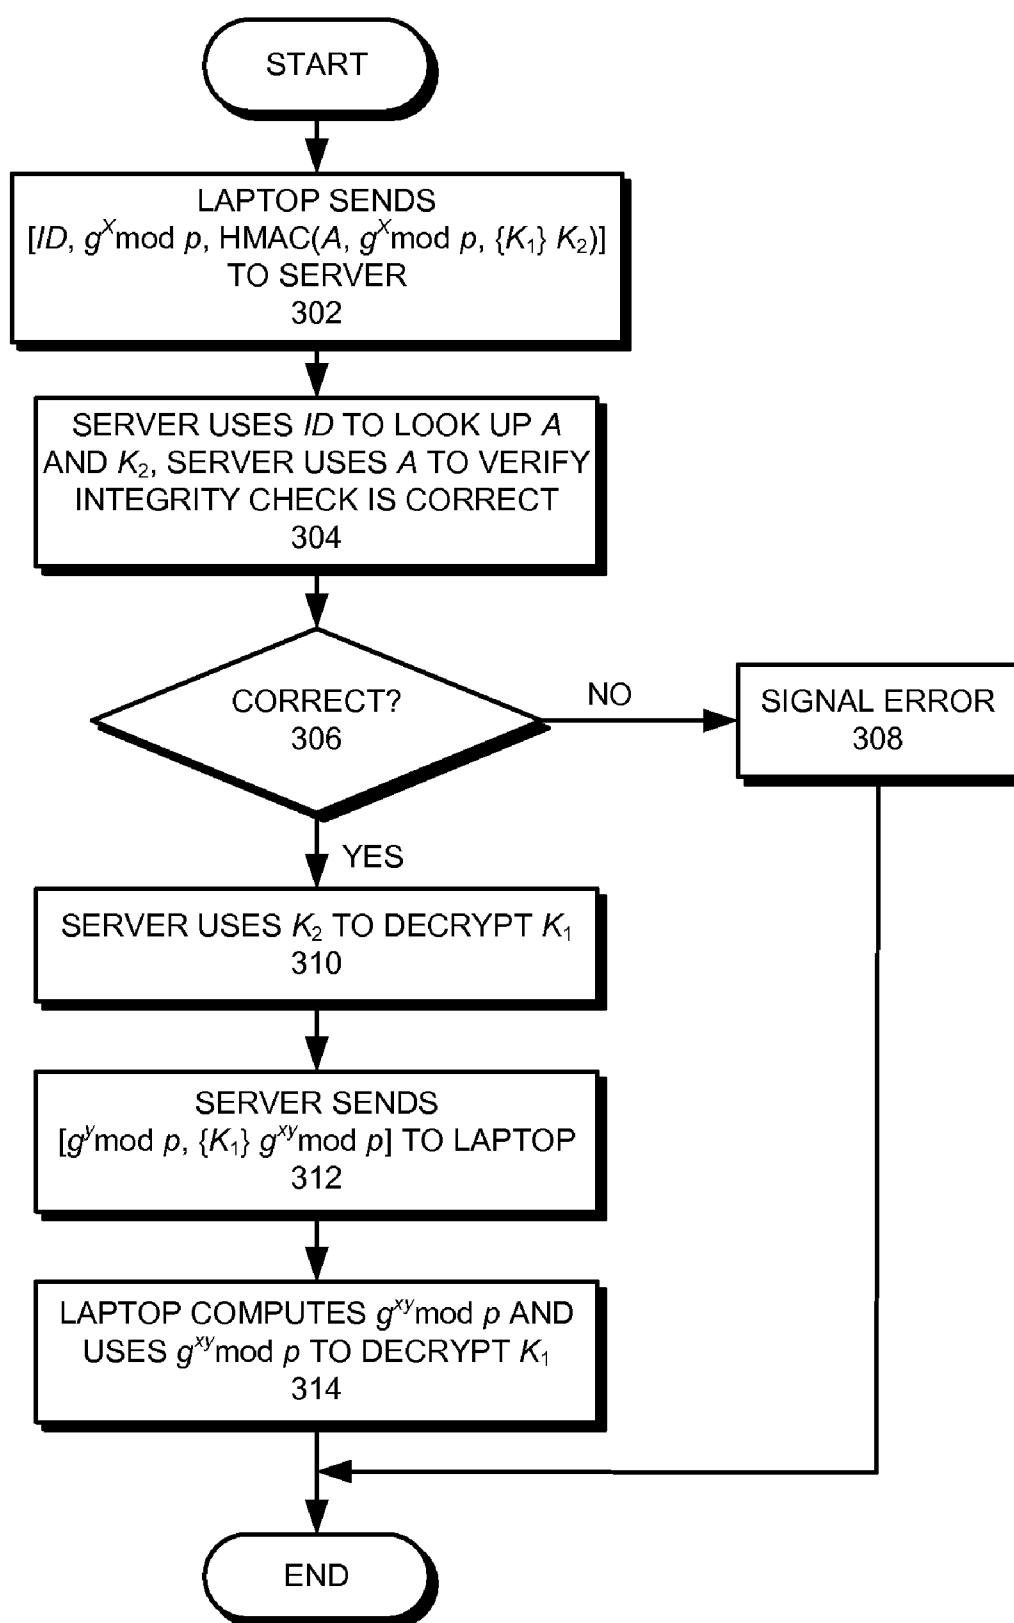 START
LAPTOP SENDS
[ID, g^X mod p, HMAC(A, g^X mod p, {K₁} K₂)]
TO SERVER
302
SERVER USES ID TO LOOK UP A
AND K₂, SERVER USES A TO VERIFY
INTEGRITY CHECK IS CORRECT
304
CORRECT?
306
NO
SIGNAL ERROR
308
YES
SERVER USES K₂ TO DECRYPT K₁
310
SERVER SENDS
[g^y mod p, {K₁} g^xy mod p] TO LAPTOP
312
LAPTOP COMPUTES g^xy mod p AND
USES g^xy mod p TO DECRYPT K₁
314
END